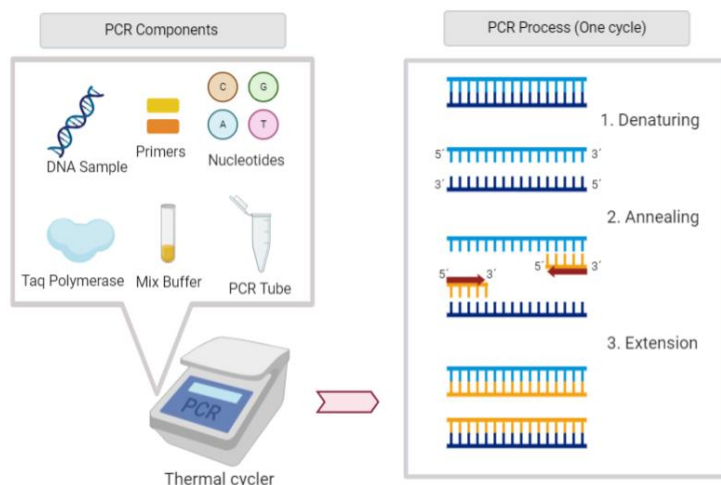 PCR Components
PCR Process (One cycle)
C
G
A
T
DNA Sample
Primers
Nucleotides
Taq Polymerase
Mix Buffer
PCR Tube
PCR
Thermal cycler
1. Denaturing
5´ 3´
3´ 5´
2. Annealing
5´ 3´
5´ 3´
3. Extension